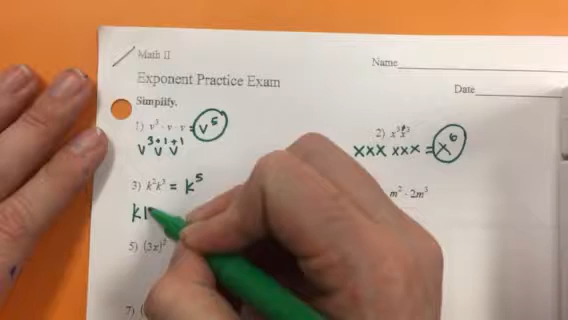 Math II
Name
Exponent Practice Exam
Date
Simplify.
1) v³ · v · v = v⁵
v³⁺¹⁺¹ v v
2) x³x³
xxx xxx = x⁶
3) k²k³ = k⁵
k
m² · 2m³
5) (3x)²
7) (